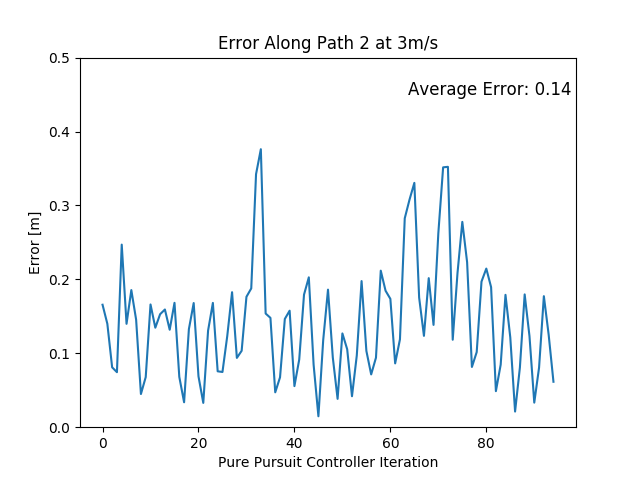 Error Along Path 2 at 3m/s
Average Error: 0.14
Error [m]
0.5
0.4
0.3
0.2
0.1
0.0
0 20 40 60 80
Pure Pursuit Controller Iteration